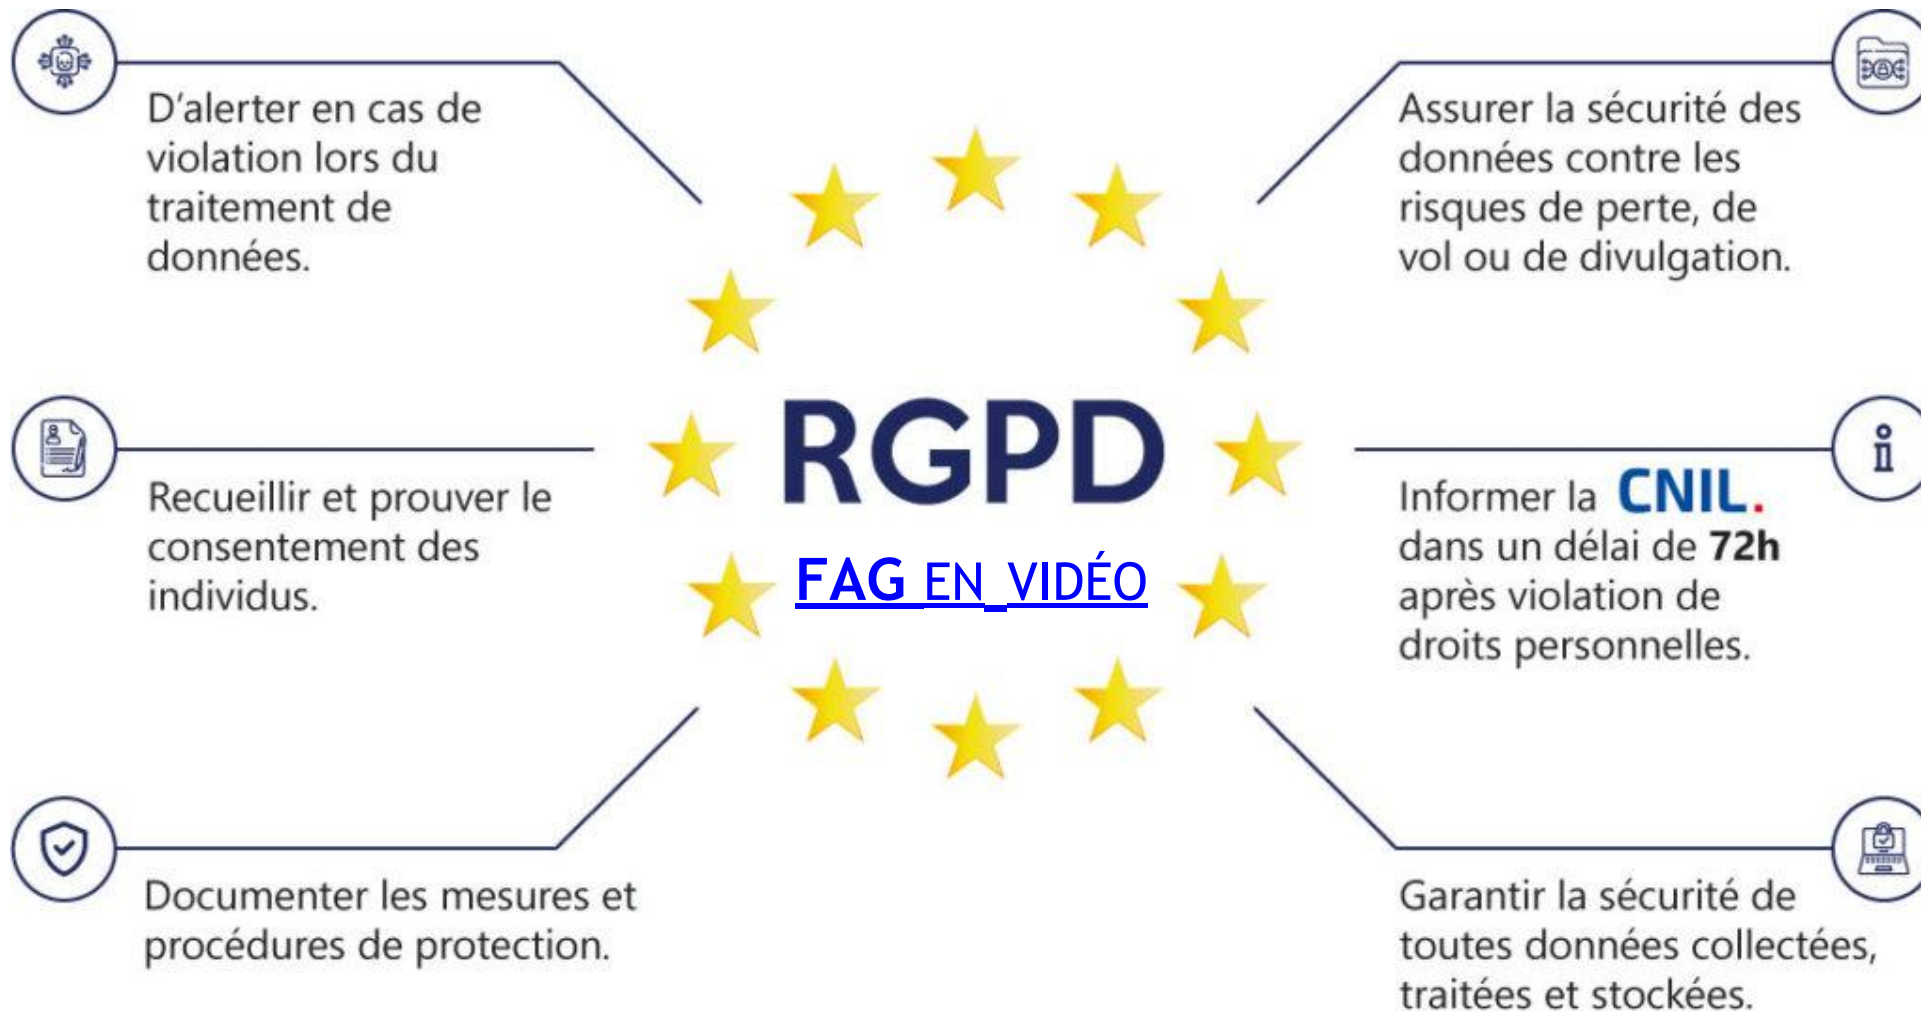 D'alerter en cas de
violation lors du
traitement de
données.
Recueillir et prouver le
consentement des
individus.
Documenter les mesures et
procédures de protection.
RGPD
FAG EN VIDÉO
Assurer la sécurité des
données contre les
risques de perte, de
vol ou de divulgation.
Informer la CNIL.
dans un délai de 72h
après violation de
droits personnelles.
Garantir la sécurité de
toutes données collectées,
traitées et stockées.